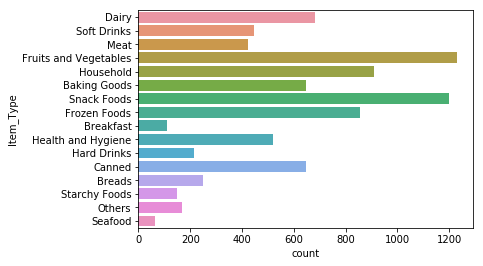 Dairy
Soft Drinks
Meat
Fruits and Vegetables
Household
Baking Goods
Snack Foods
Frozen Foods
Breakfast
Health and Hygiene
Hard Drinks
Canned
Breads
Starchy Foods
Others
Seafood
Item_Type
0 200 400 600 800 1000 1200
count